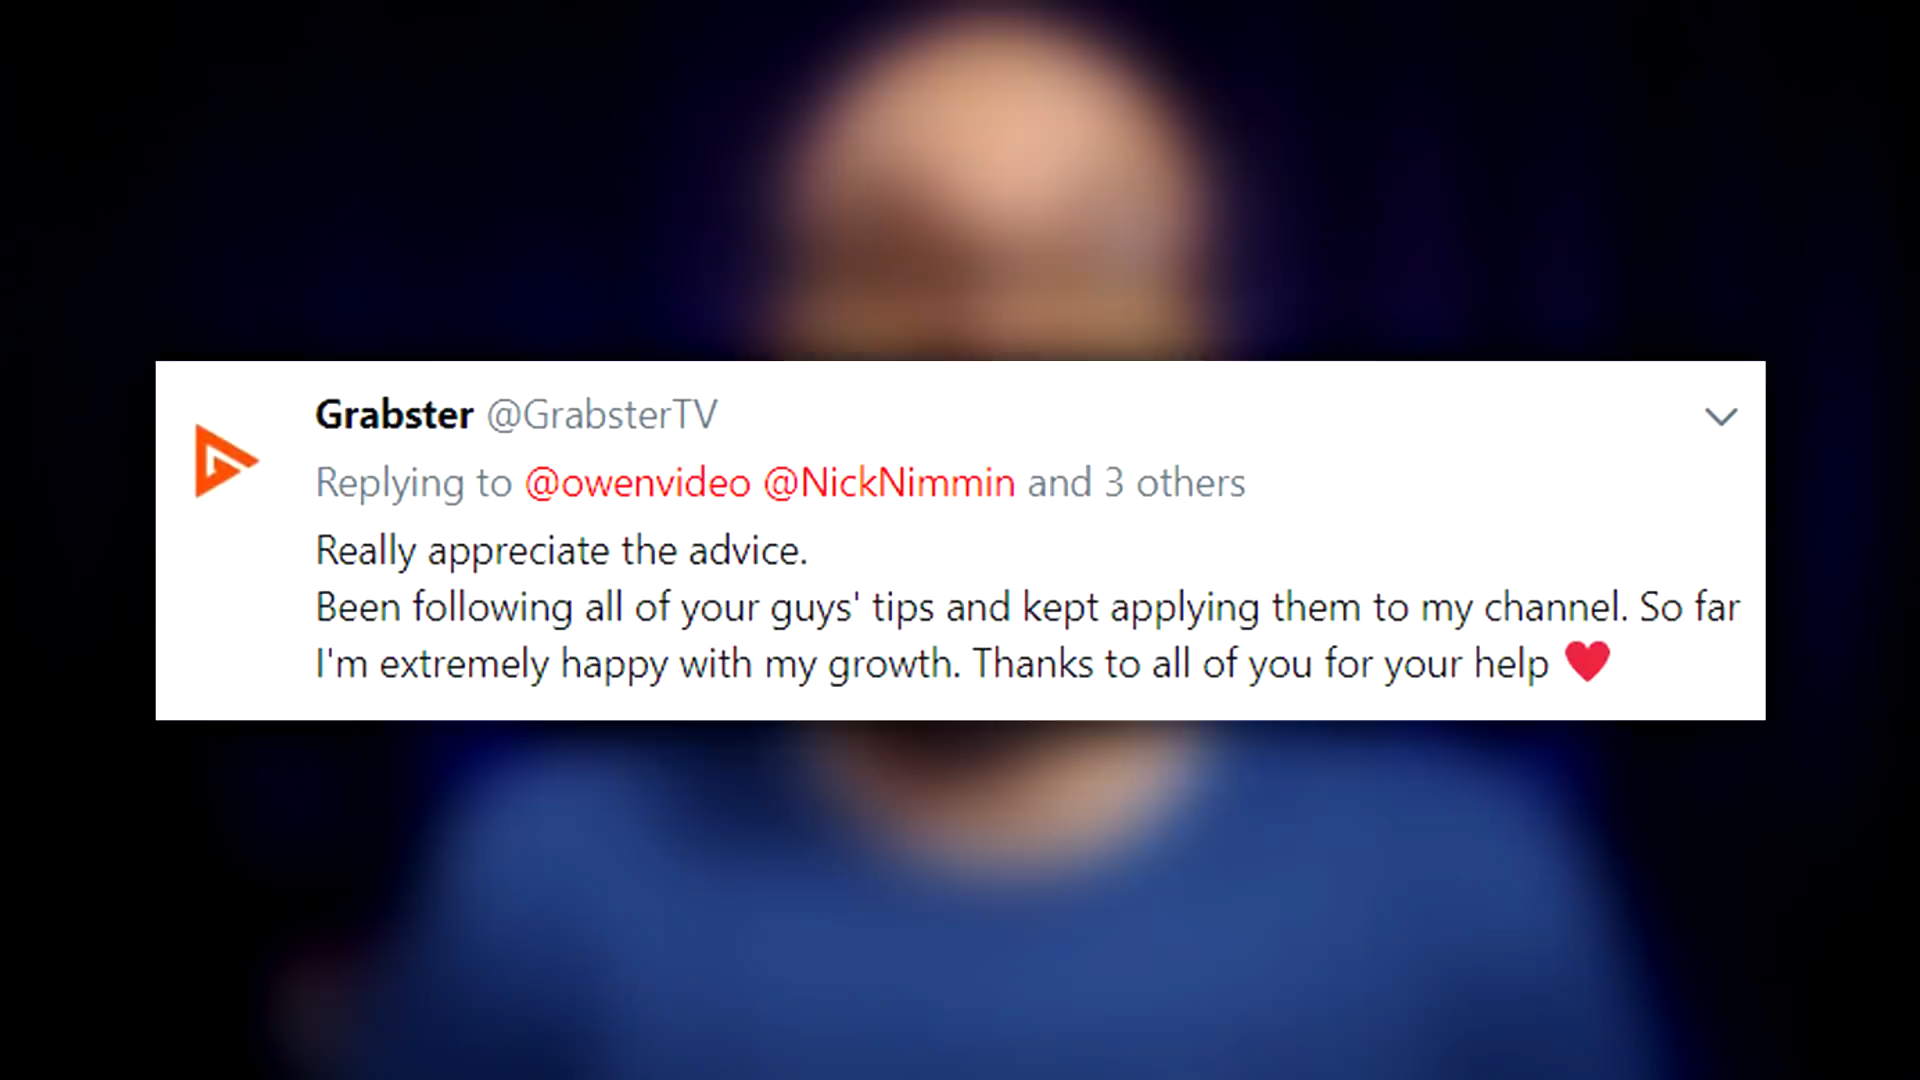 Grabster @GrabsterTV
Replying to @owenvideo @NickNimmin and 3 others
Really appreciate the advice.
Been following all of your guys' tips and kept applying them to my channel. So far
I'm extremely happy with my growth. Thanks to all of you for your help ❤